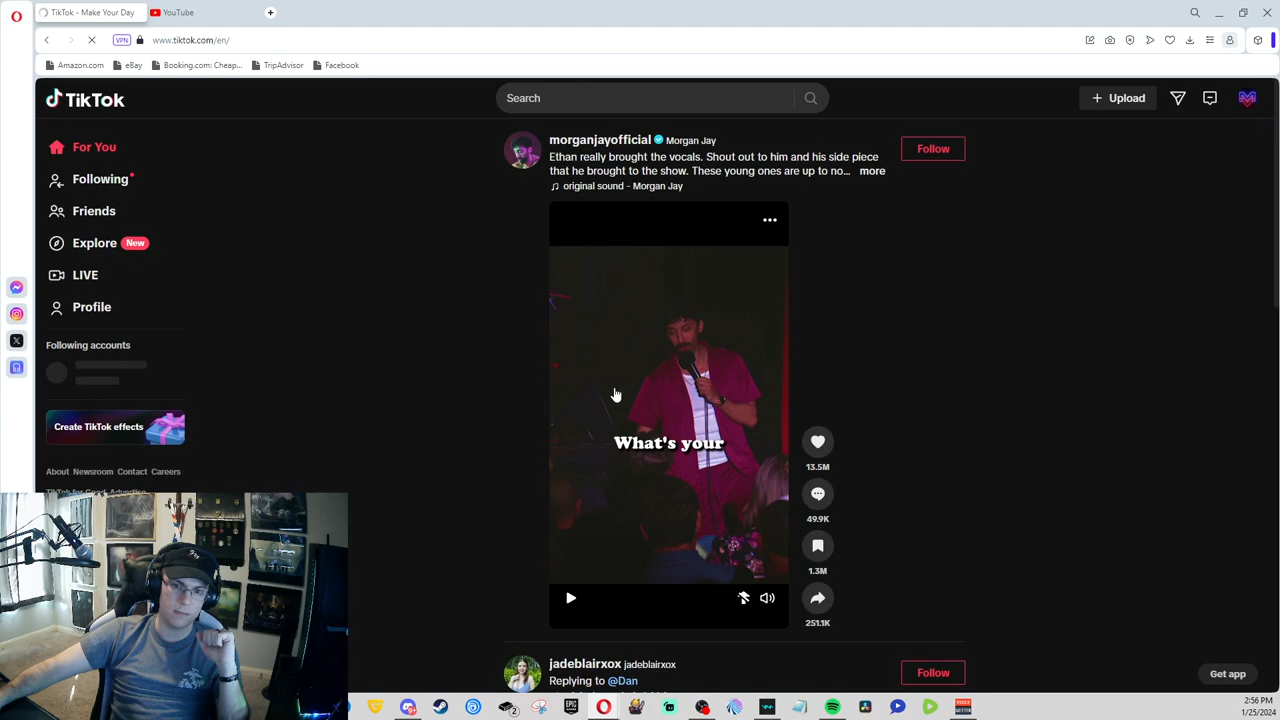 TikTok - Make Your Day
YouTube
VPN
www.tiktok.com/en/
Amazon.com
eBay
Booking.com: Cheap...
TripAdvisor
Facebook
TikTok
Search
Upload
For You
Following
Friends
Explore New
LIVE
Profile
Following accounts
Create TikTok effects
About Newsroom Contact Careers
TikTok for Good Advertise
morganjayofficial Morgan Jay
Follow
Ethan really brought the vocals. Shout out to him and his side piece
that he brought to the show. These young ones are up to no... more
original sound - Morgan Jay
What's your
13.5M
49.9K
1.3M
251.1K
jadeblairxox jadeblairxox
Replying to @Dan
Follow
Get app
2:56 PM
1/25/2024